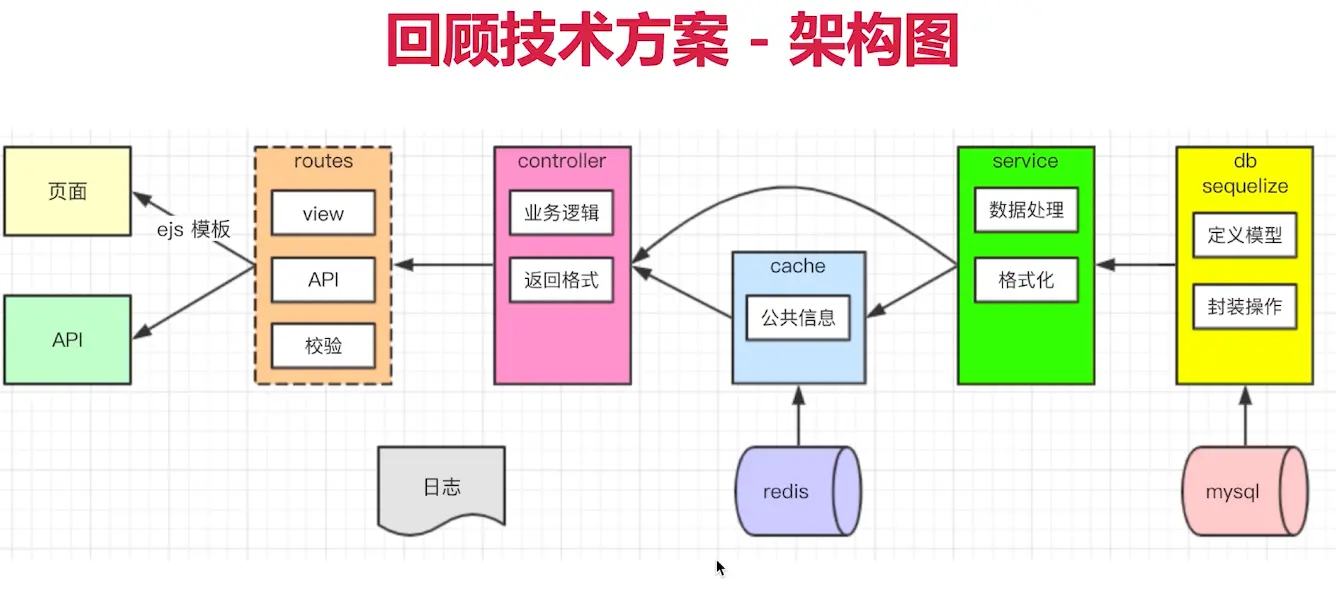 回顾技术方案 - 架构图
页面
API
ejs 模板
routes
view
API
校验
controller
业务逻辑
返回格式
cache
公共信息
service
数据处理
格式化
db
sequelize
定义模型
封装操作
日志
redis
mysql